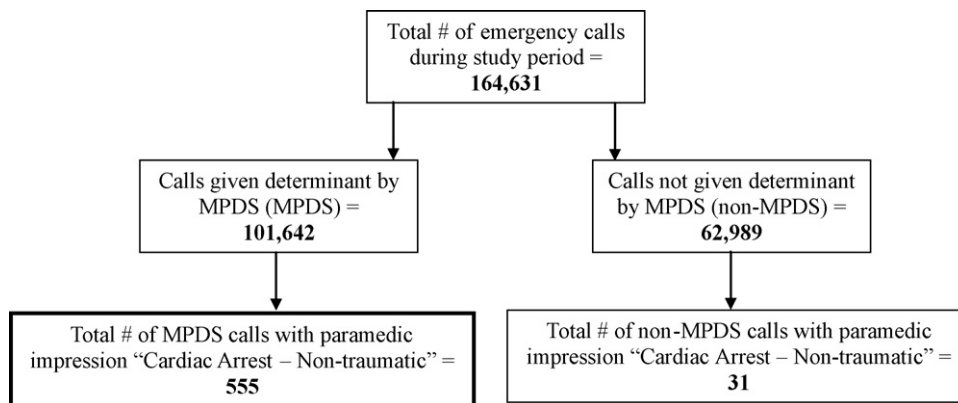 Total # of emergency calls
during study period =
164,631
Calls given determinant by
MPDS (MPDS) =
101,642
Calls not given determinant
by MPDS (non-MPDS) =
62,989
Total # of MPDS calls with paramedic
impression “Cardiac Arrest – Non-traumatic” =
555
Total # of non-MPDS calls with paramedic
impression “Cardiac Arrest – Non-traumatic” =
31